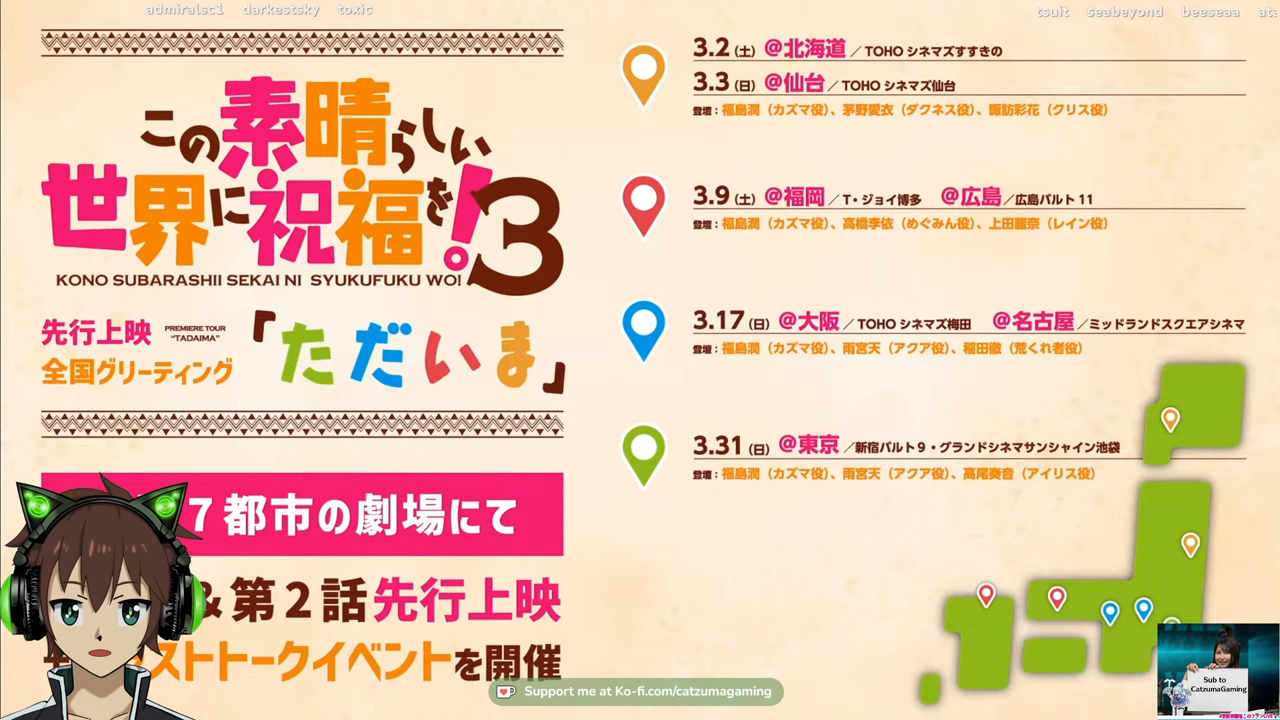 admiralsc1 darkestsky toxic
tsuit seabeyond beeseaa
この素晴らしい
世界に祝福を!3
KONO SUBARASHII SEKAI NI SYUKUFUKU WO!
先行上映 PREMIERE TOUR "TADAIMA"
全国グリーティング
「ただいま」
7都市の劇場にて
&第2話先行上映
ストトークイベントを開催
3.2(土) @北海道/TOHOシネマズすすきの
3.3(日) @仙台/TOHOシネマズ仙台
登壇:福島潤(カズマ役)、茅野愛衣(ダクネス役)、諏訪彩花(クリス役)
3.9(土) @福岡/T・ジョイ博多 @広島/広島バルト11
登壇:福島潤(カズマ役)、高橋李依(めぐみん役)、上田麗奈(レイン役)
3.17(日) @大阪/TOHOシネマズ梅田 @名古屋/ミッドランドスクエアシネマ
登壇:福島潤(カズマ役)、雨宮天(アクア役)、稲田徹(荒くれ者役)
3.31(日) @東京/新宿バルト9・グランドシネマサンシャイン池袋
登壇:福島潤(カズマ役)、雨宮天(アクア役)、高尾奏音(アイリス役)
Support me at Ko-fi.com/catzumagaming
Sub to
CatzumaGaming